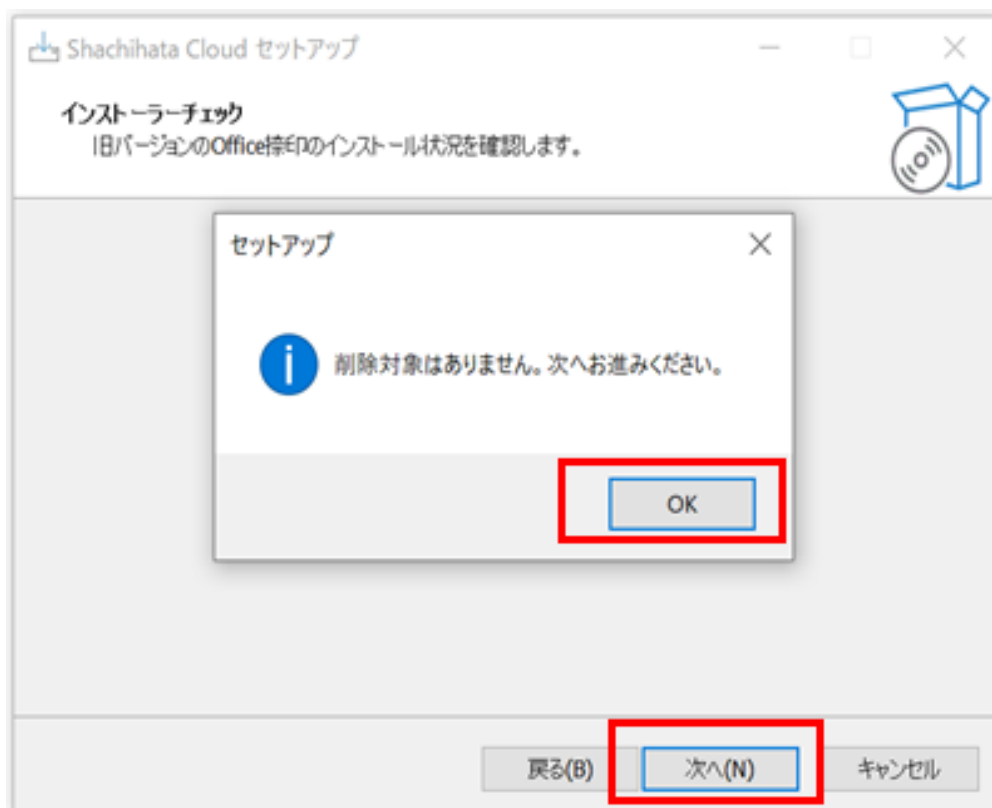 Shachihata Cloud セットアップ
インストーラーチェック
旧バージョンのOffice捺印のインストール状況を確認します。
セットアップ
削除対象はありません。次へお進みください。
OK
戻る(B)
次へ(N)
キャンセル